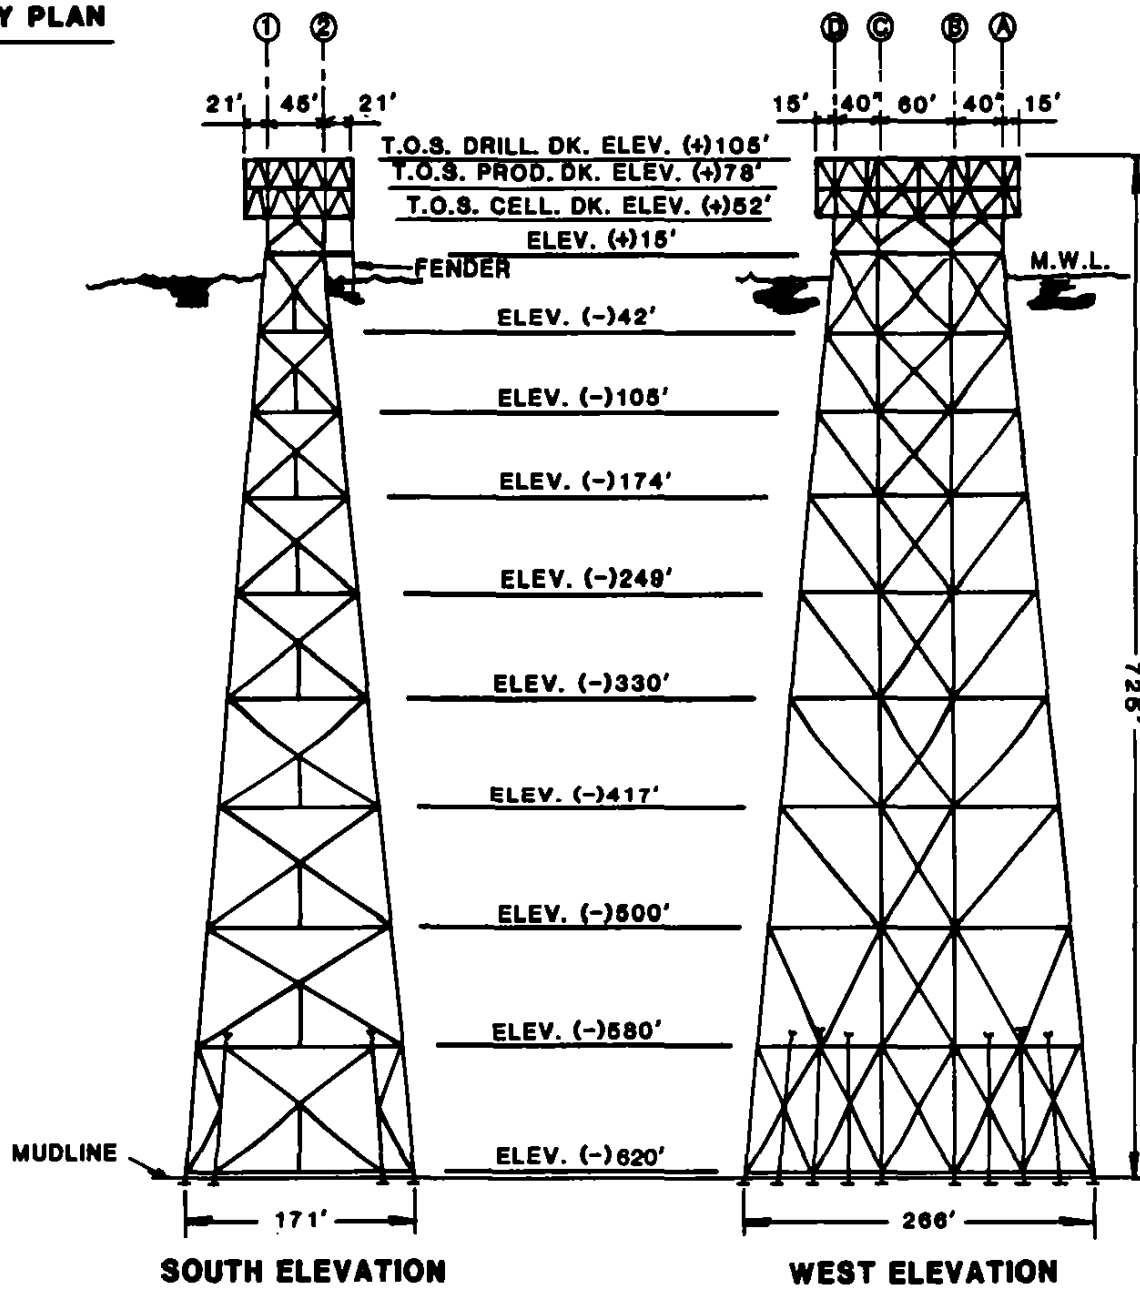 Y PLAN
1 2 D C B A
21' 45' 21' 15' 40" 60' 40" 15'
T.O.S. DRILL. DK. ELEV. (+)105'
T.O.S. PROD. DK. ELEV. (+)78'
T.O.S. CELL. DK. ELEV. (+)52'
ELEV. (+)15'
FENDER
M.W.L.
ELEV. (-)42'
ELEV. (-)105'
ELEV. (-)174'
ELEV. (-)249'
ELEV. (-)330'
725'
ELEV. (-)417'
ELEV. (-)500'
ELEV. (-)580'
MUDLINE
ELEV. (-)620'
171'
266'
SOUTH ELEVATION
WEST ELEVATION